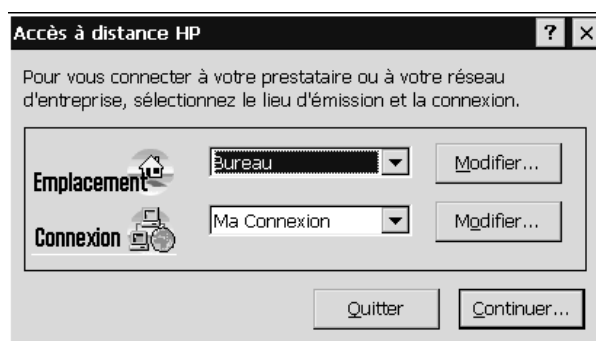 Accès à distance HP
Pour vous connecter à votre prestataire ou à votre réseau
d'entreprise, sélectionnez le lieu d'émission et la connexion.
Emplacement Bureau Modifier...
Connexion Ma Connexion Modifier...
Quitter Continuer...